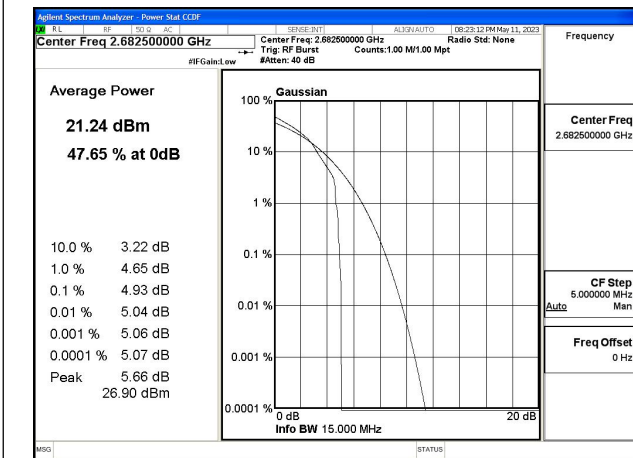 Agilent Spectrum Analyzer - Power Stat CCDF
RL RF 50 Ω AC SENSE:INT ALIGN AUTO 08:23:12 PM May 11, 2023
Center Freq 2.682500000 GHz
Center Freq: 2.682500000 GHz Radio Std: None
Trig: RF Burst Counts:1.00 M/1.00 Mpt
#IFGain:Low #Atten: 40 dB
Frequency
Average Power
21.24 dBm
47.65 % at 0dB
10.0 % 3.22 dB
1.0 % 4.65 dB
0.1 % 4.93 dB
0.01 % 5.04 dB
0.001 % 5.06 dB
0.0001 % 5.07 dB
Peak 5.66 dB
26.90 dBm
Gaussian
100 %
10 %
1 %
0.1 %
0.01 %
0.001 %
0.0001 %
0 dB 20 dB
Info BW 15.000 MHz
Center Freq
2.682500000 GHz
CF Step
5.000000 MHz
Auto Man
Freq Offset
0 Hz
MSG STATUS